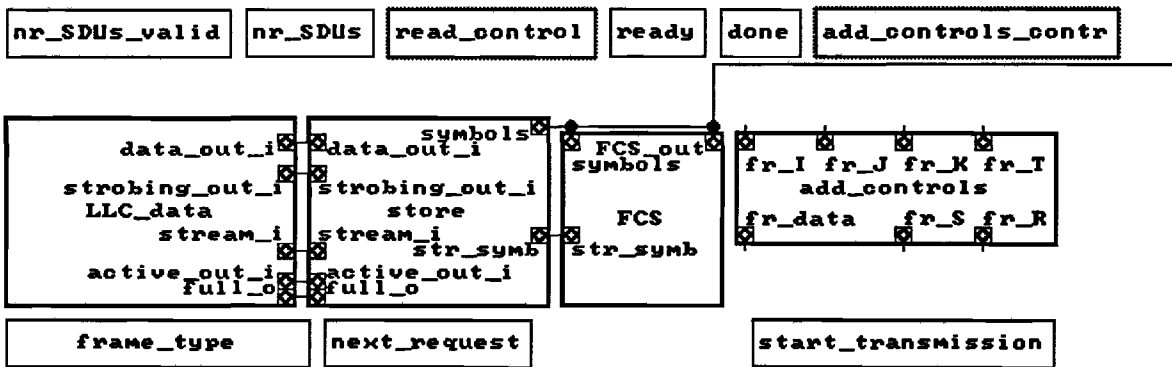 nr_SDUs_valid nr_SDUs read_control ready done add_controls_contr
symbols
data_out_i data_out_i FCS_out
symbols fr_I fr_J fr_K fr_T
strobing_out_i strobing_out_i add_controls
LLC_data store FCS fr_data fr_S fr_R
stream_i stream_i
str_symb str_symb
active_out_i active_out_i
full_o full_o
frame_type next_request start_transmission